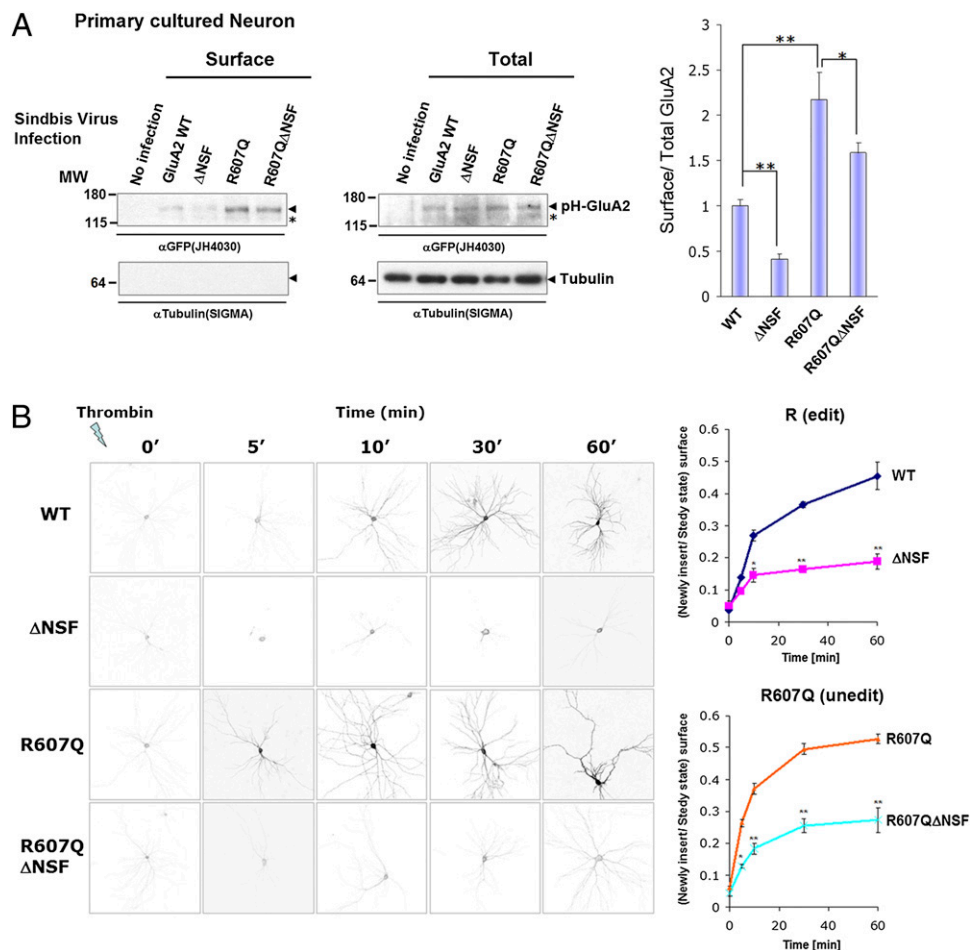 A
Primary cultured Neuron
Surface
Total
Sindbis Virus
Infection
No infection
GluA2 WT
ΔNSF
R607Q
R607QΔNSF
No infection
GluA2 WT
ΔNSF
R607Q
R607QΔNSF
MW
180
115
*
αGFP(JH4030)
64
αTubulin(SIGMA)
180
115
pH-GluA2
*
αGFP(JH4030)
64
Tubulin
αTubulin(SIGMA)
Surface/ Total GluA2
3
2.5
2
1.5
1
0.5
0
**
**
*
WT
ΔNSF
R607Q
R607QΔNSF
B
Thrombin
Time (min)
0′ 5′ 10′ 30′ 60′
WT
ΔNSF
R607Q
R607Q
ΔNSF
R (edit)
(Newly insert/ Stedy state) surface
0.6
0.5
0.4
0.3
0.2
0.1
0
WT
ΔNSF
* ** **
0 20 40 60
Time [min]
R607Q (unedit)
(Newly insert/ Stedy state) surface
0.6
0.5
0.4
0.3
0.2
0.1
0
R607Q
R607QΔNSF
* ** ** **
0 20 40 60
Time [min]